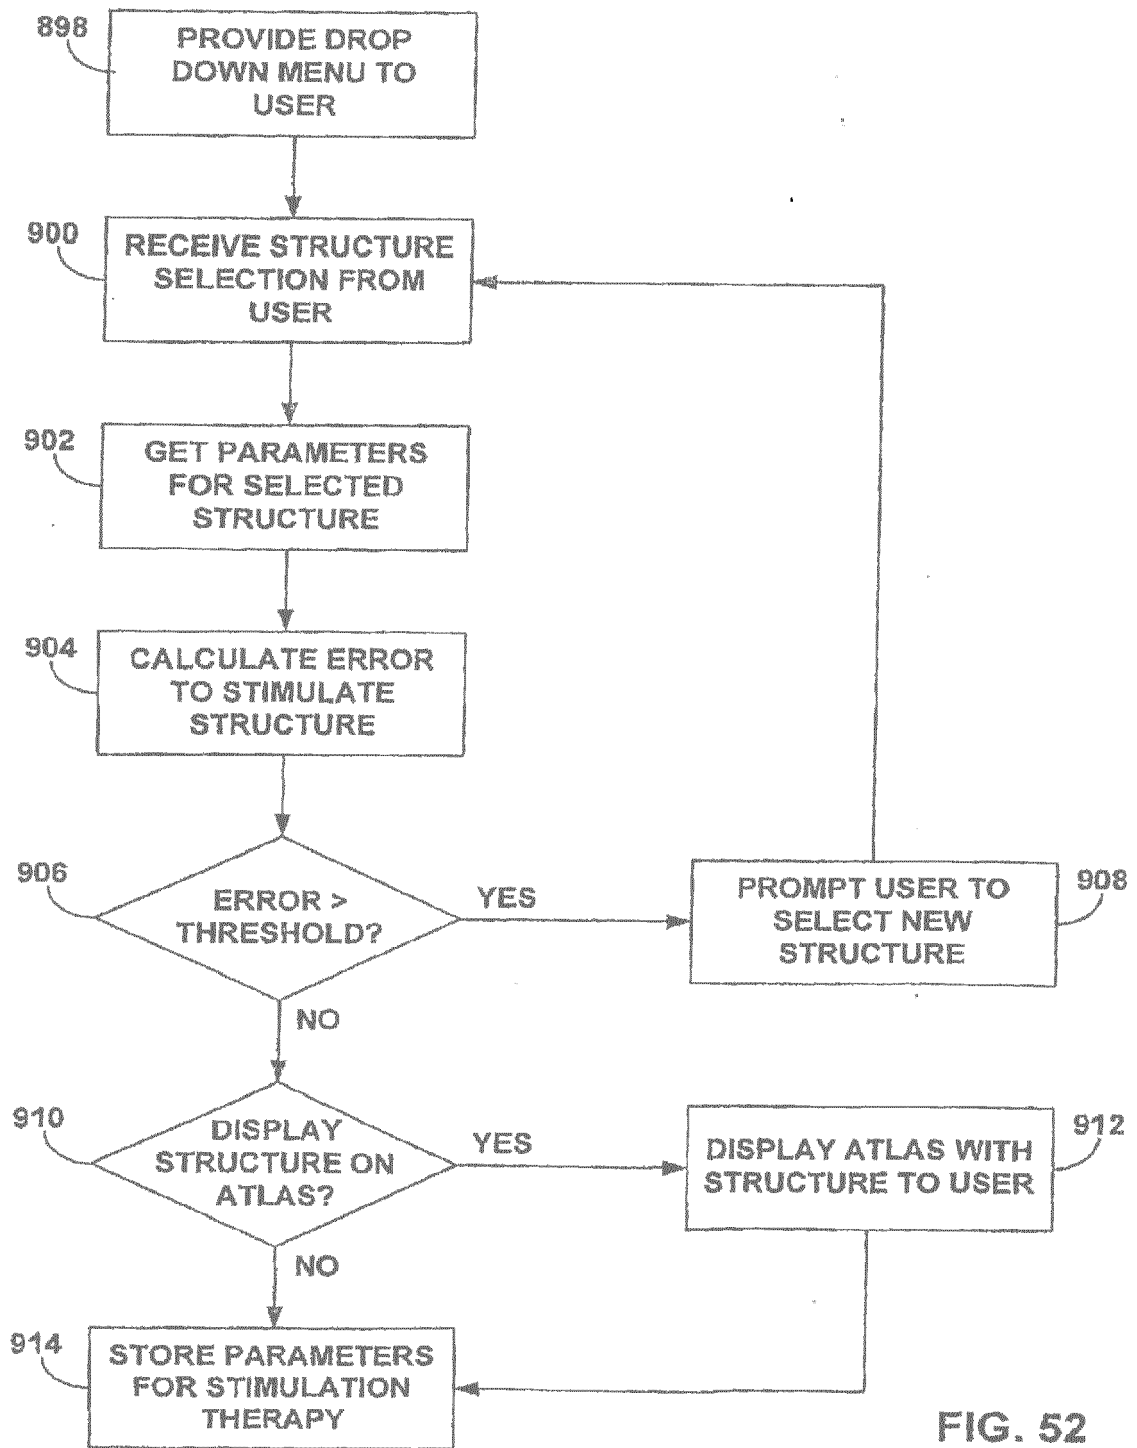 898
PROVIDE DROP
DOWN MENU TO
USER
900
RECEIVE STRUCTURE
SELECTION FROM
USER
902
GET PARAMETERS
FOR SELECTED
STRUCTURE
904
CALCULATE ERROR
TO STIMULATE
STRUCTURE
906
ERROR >
THRESHOLD?
YES
PROMPT USER TO
SELECT NEW
STRUCTURE
908
NO
910
DISPLAY
STRUCTURE ON
ATLAS?
YES
DISPLAY ATLAS WITH
STRUCTURE TO USER
912
NO
914
STORE PARAMETERS
FOR STIMULATION
THERAPY
FIG. 52